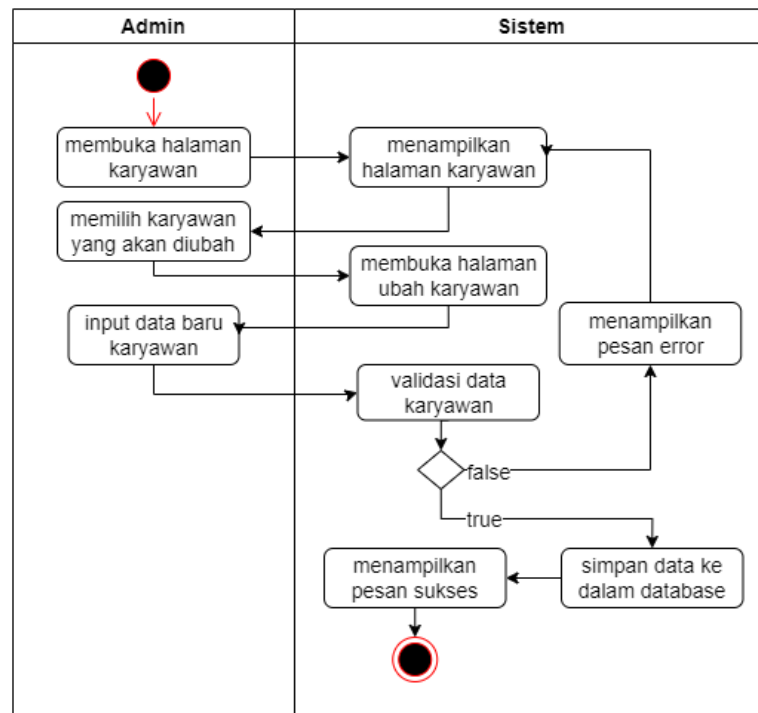 Admin
Sistem
membuka halaman
karyawan
menampilkan
halaman karyawan
memilih karyawan
yang akan diubah
membuka halaman
ubah karyawan
input data baru
karyawan
menampilkan
pesan error
validasi data
karyawan
false
true
menampilkan
pesan sukses
simpan data ke
dalam database